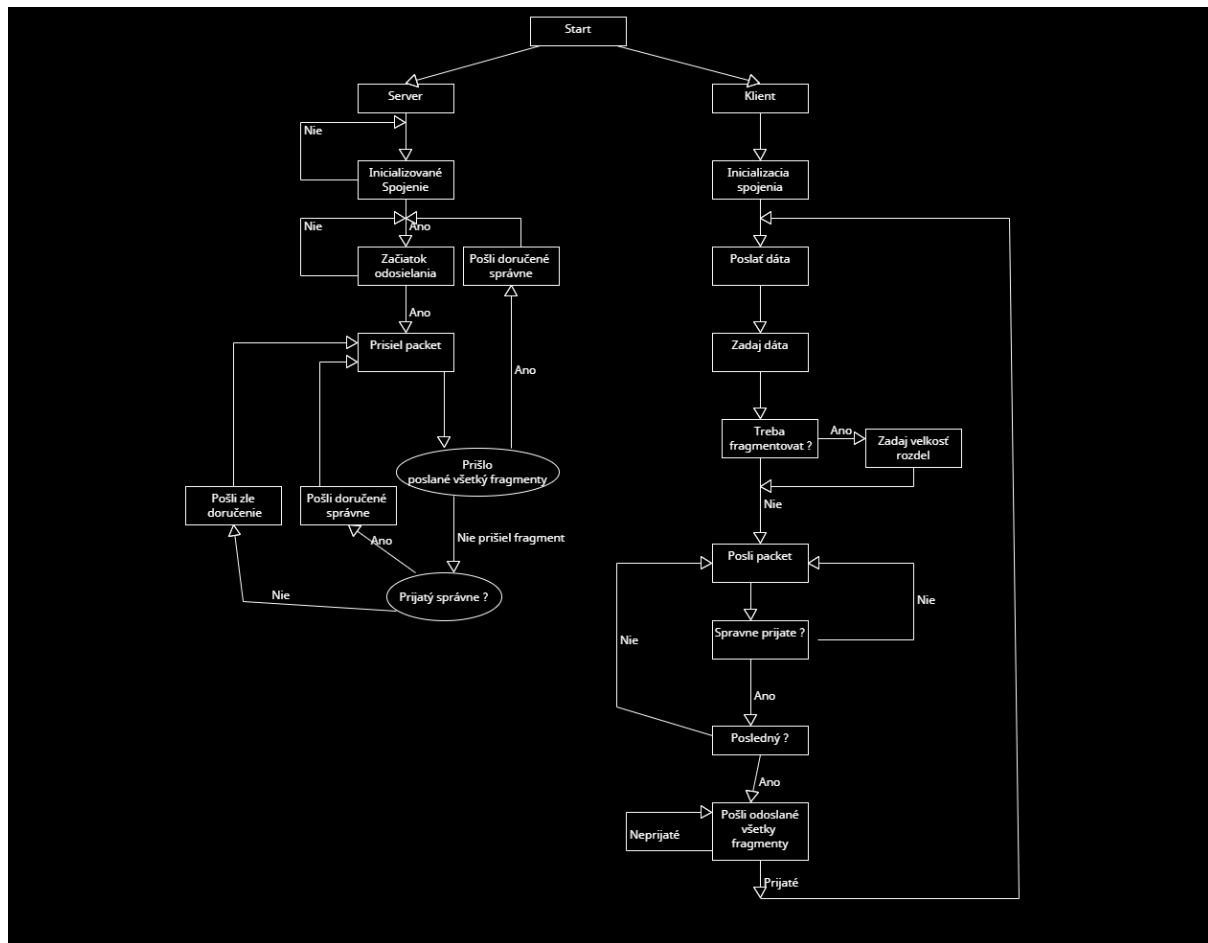 Start
Server
Klient
Nie
Inicializované
Spojenie
Inicializacia
spojenia
Nie
Ano
Začiatok
odosielania
Pošli doručené
správne
Poslať dáta
Ano
Prisiel packet
Zadaj dáta
Ano
Treba
fragmentovat ?
Ano
Zadaj velkosť
rozdel
Prišlo
poslané všetký fragmenty
Pošli zle
doručenie
Pošli doručené
správne
Nie
Ano
Nie prišiel fragment
Posli packet
Nie
Prijatý správne ?
Nie
Spravne prijate ?
Nie
Ano
Posledný ?
Ano
Pošli odoslané
všetky
fragmenty
Neprijaté
Prijaté